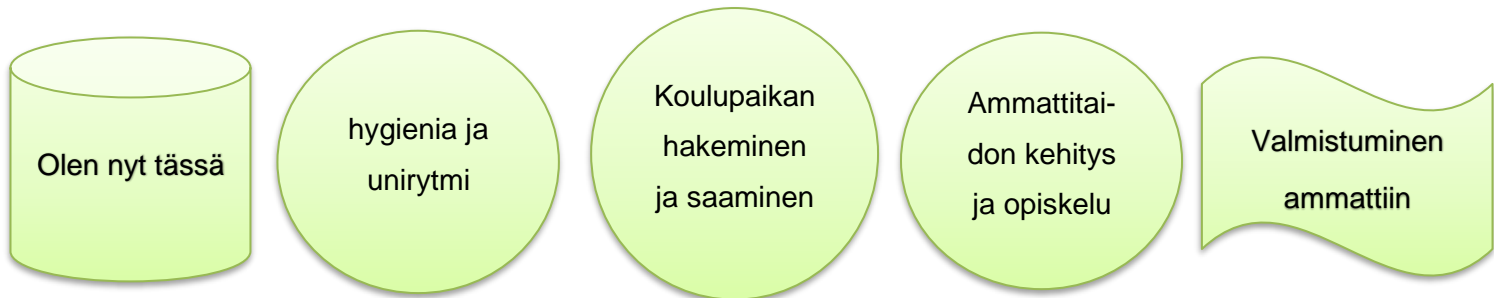 Olen nyt tässä
hygienia ja
unirytmi
Koulupaikan
hakeminen
ja saaminen
Ammattitai-
don kehitys
ja opiskelu
Valmistuminen
ammattiin